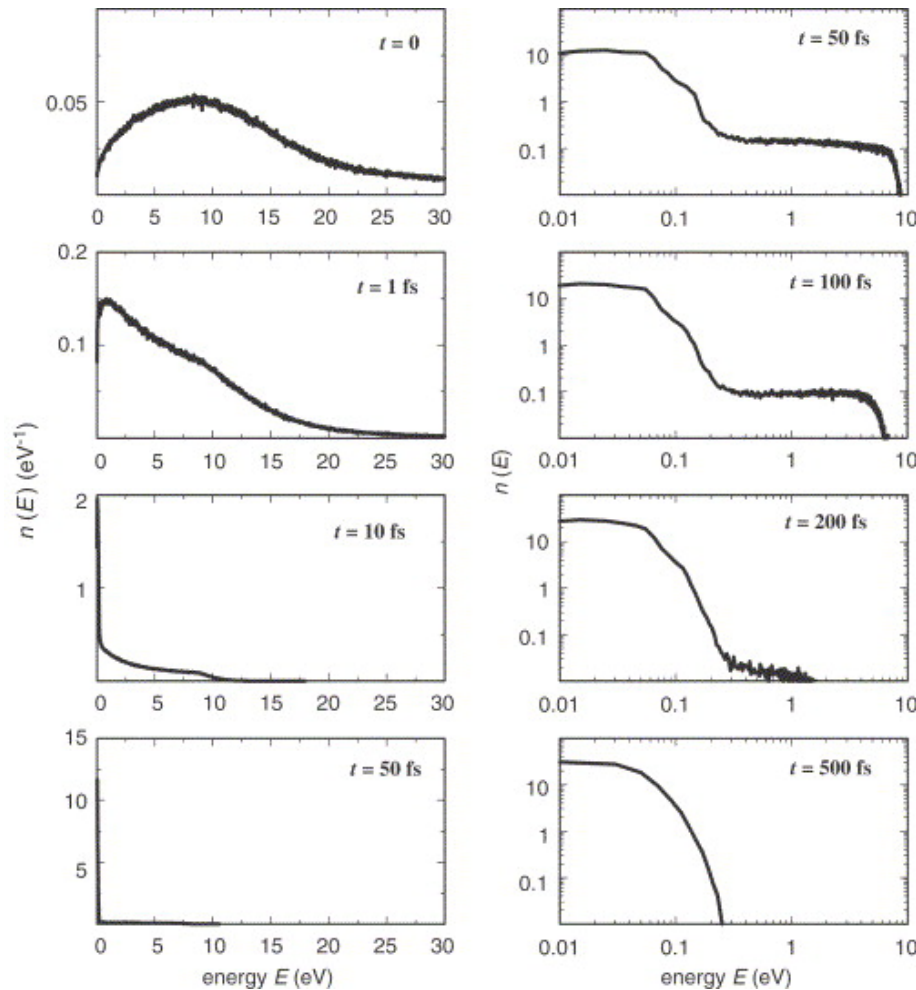 t = 0
0.05
0 5 10 15 20 25 30
t = 1 fs
0.2
0.1
0 5 10 15 20 25 30
t = 10 fs
2
1
0 5 10 15 20 25 30
t = 50 fs
15
10
5
0 5 10 15 20 25 30
n (E) (eV⁻¹)
energy E (eV)
t = 50 fs
10
1
0.1
0.01 0.1 1 10
t = 100 fs
10
1
0.1
0.01 0.1 1 10
t = 200 fs
10
1
0.1
0.01 0.1 1 10
t = 500 fs
10
1
0.1
0.01 0.1 1 10
n (E)
energy E (eV)